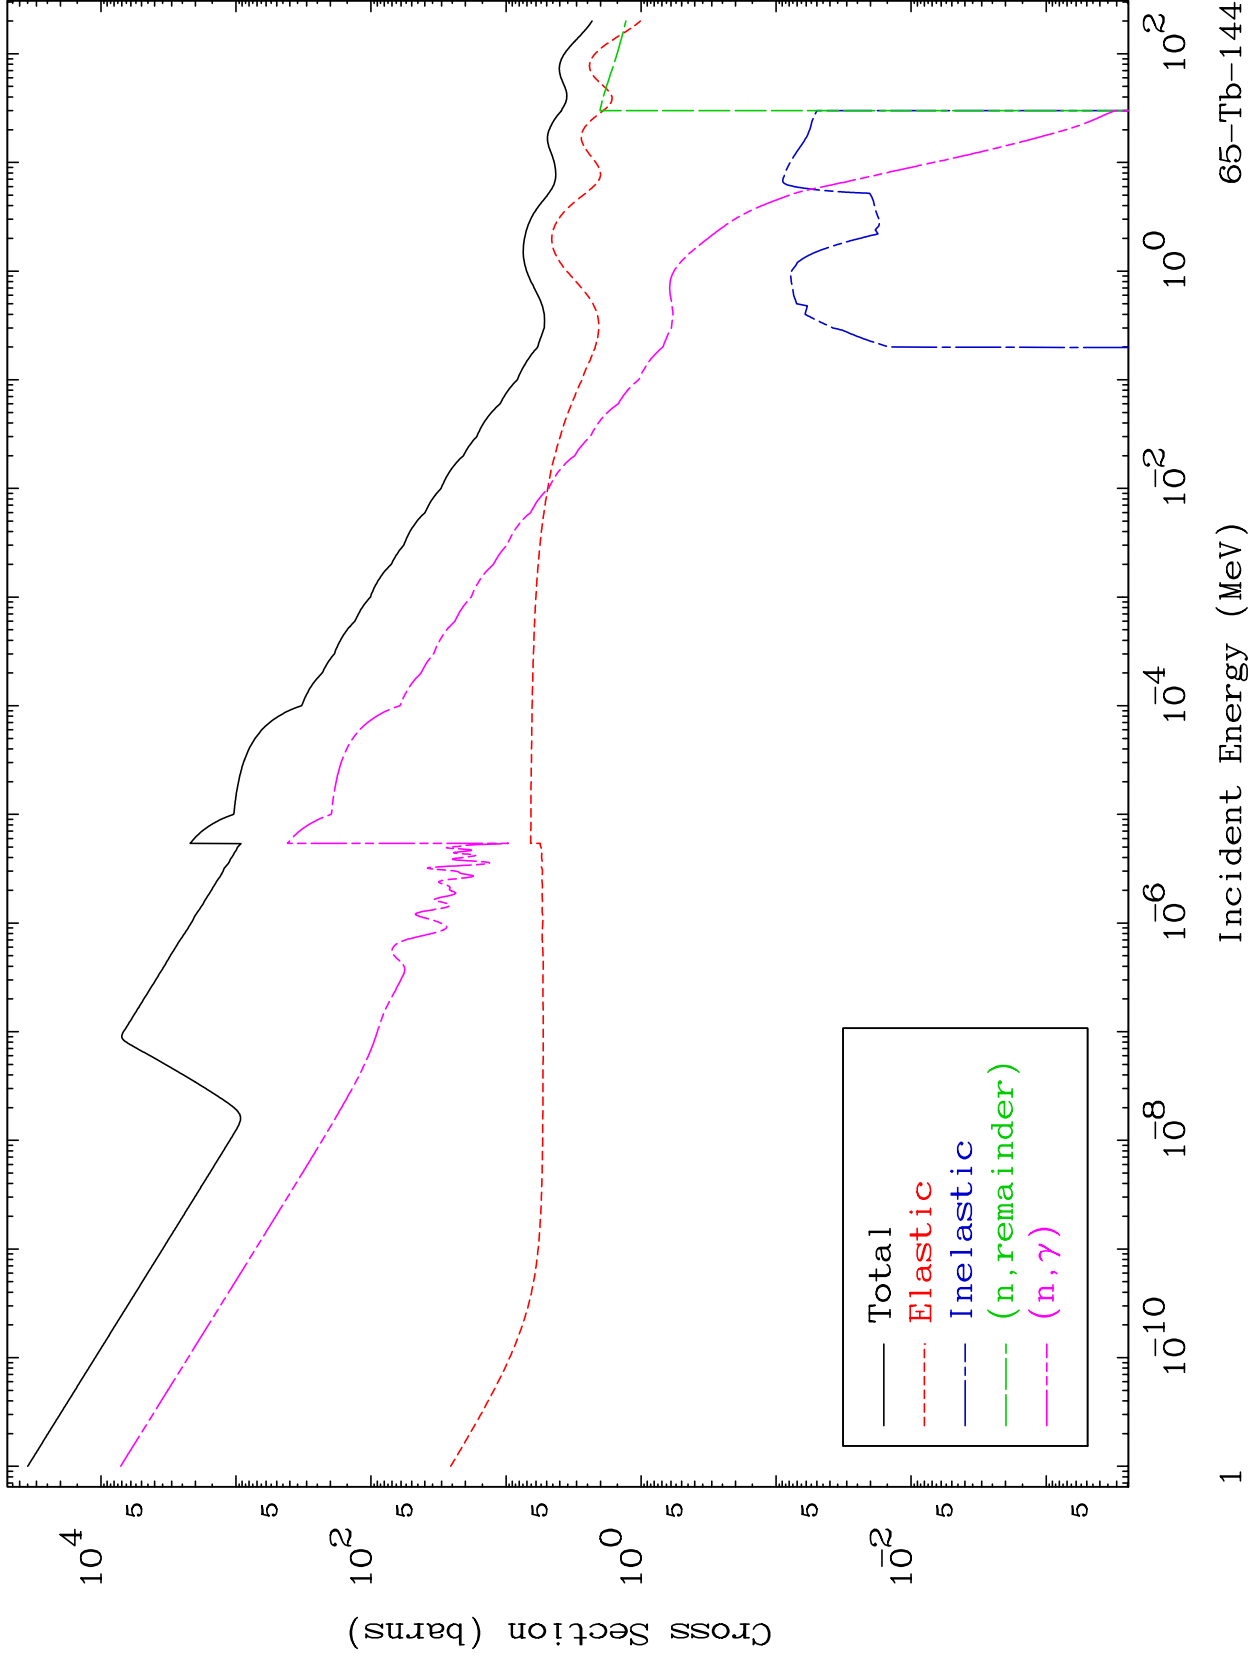 Cross Section (barns)
10^4
5
5
10^2
5
5
10^0
5
5
10^-2
5
5
Total
Elastic
Inelastic
(n,remainder)
(n,γ)
10^-10
10^-8
10^-6
10^-4
10^-2
10^0
10^2
Incident Energy (MeV)
1
65-Tb-144